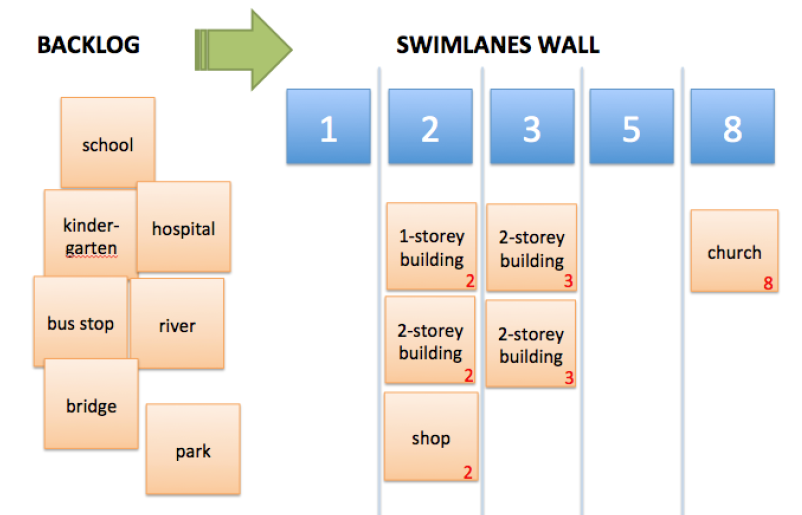 BACKLOG
SWIMLANES WALL
1
2
3
5
8
school
kinder-
garten
hospital
bus stop
river
bridge
park
1-storey
building
2
2-storey
building
2
shop
2
2-storey
building
3
2-storey
building
3
church
8